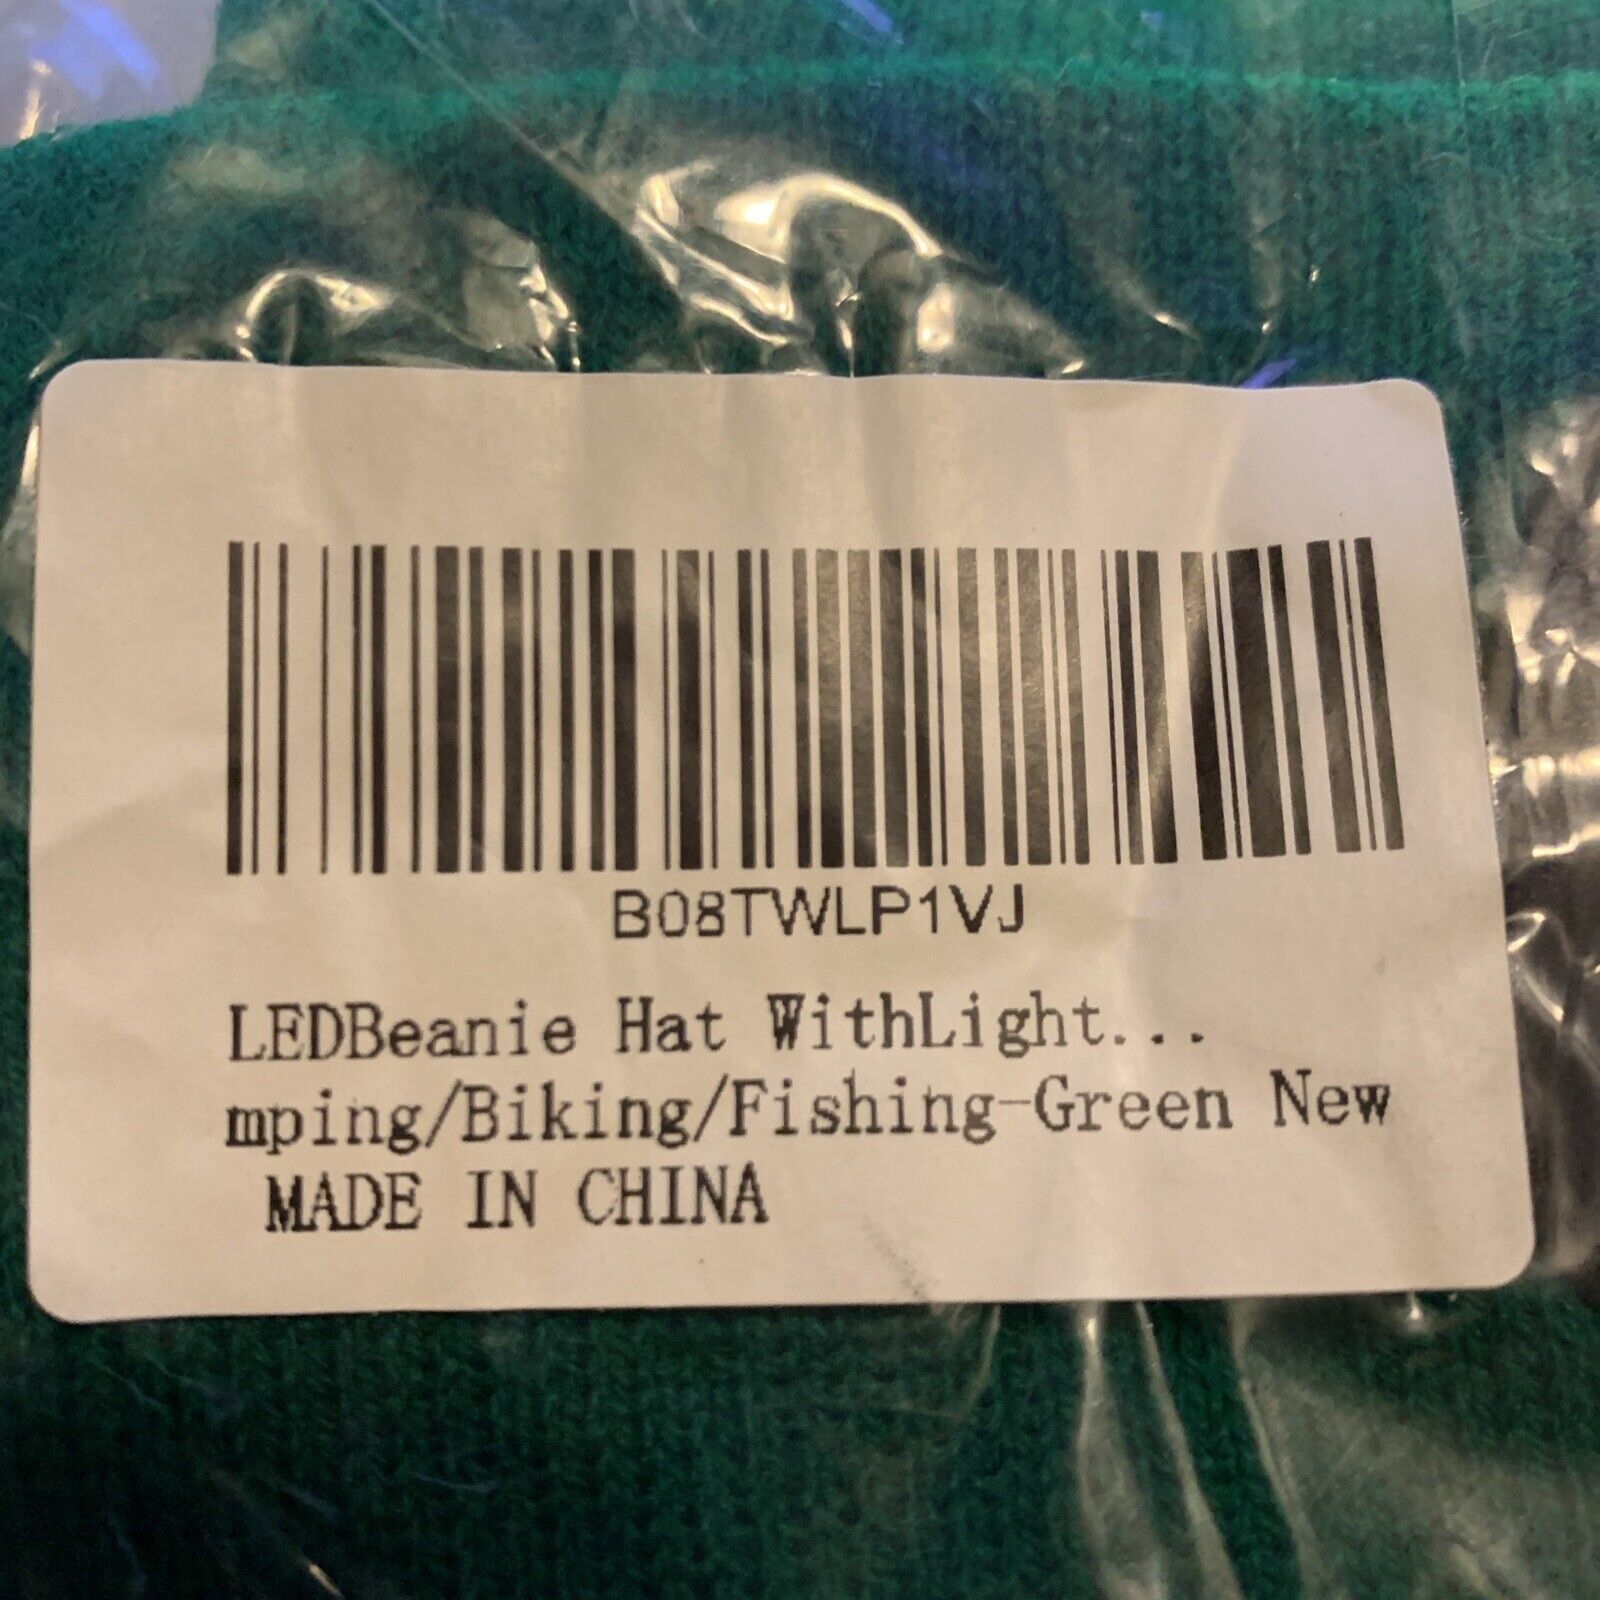 B08TWLP1VJ
LEDBeanie Hat WithLight...
mping/Biking/Fishing-Green New
MADE IN CHINA